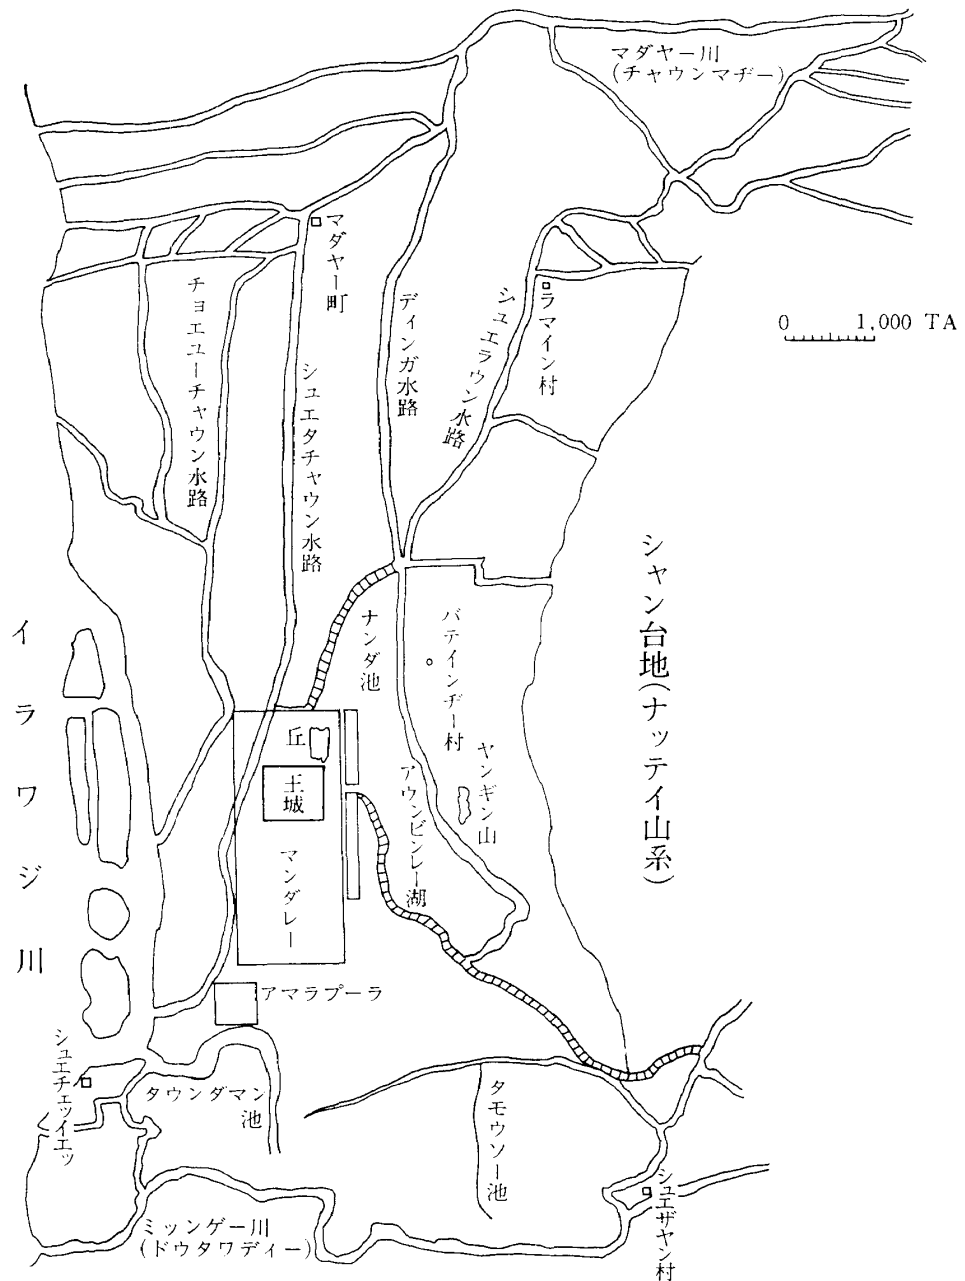 マダヤー川
(チャウンマヂー)
マダヤー町
チョエユーチャウン水路
ディンガ水路
シュエラウン水路
ラマイン村
0 1,000 TA
シュエタチャウン水路
シャン台地(ナッテイ山系)
イラワジ川
ナンダ池
バテインヂー村
丘
王城
ヤンギン山
アウンビンレー湖
マンダレー
アマラプーラ
シュエチェッイエッ
タウンダマン
池
タモウソー池
シュエザヤン村
ミッンゲー川
(ドウタワディー)